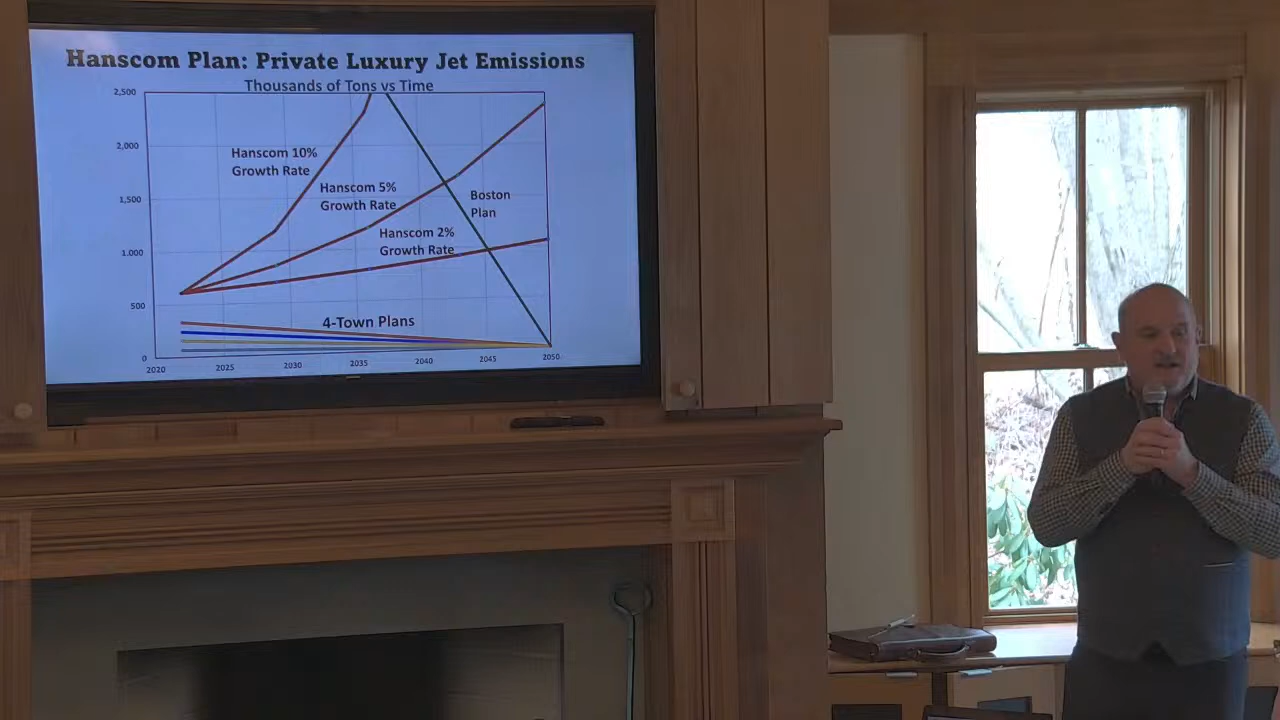 Hanscom Plan: Private Luxury Jet Emissions
Thousands of Tons vs Time
2,500
2,000
1,500
1.000
500
0
Hanscom 10%
Growth Rate
Hanscom 5%
Growth Rate
Boston
Plan
Hanscom 2%
Growth Rate
4-Town Plans
2020
2025
2030
2035
2040
2045
2050